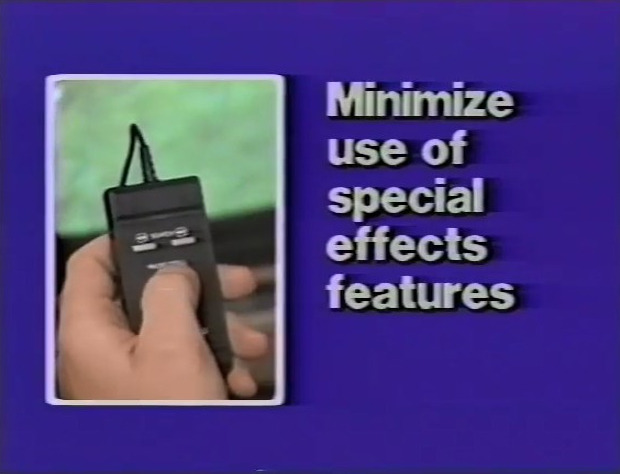 Minimize
use of
special
effects
features